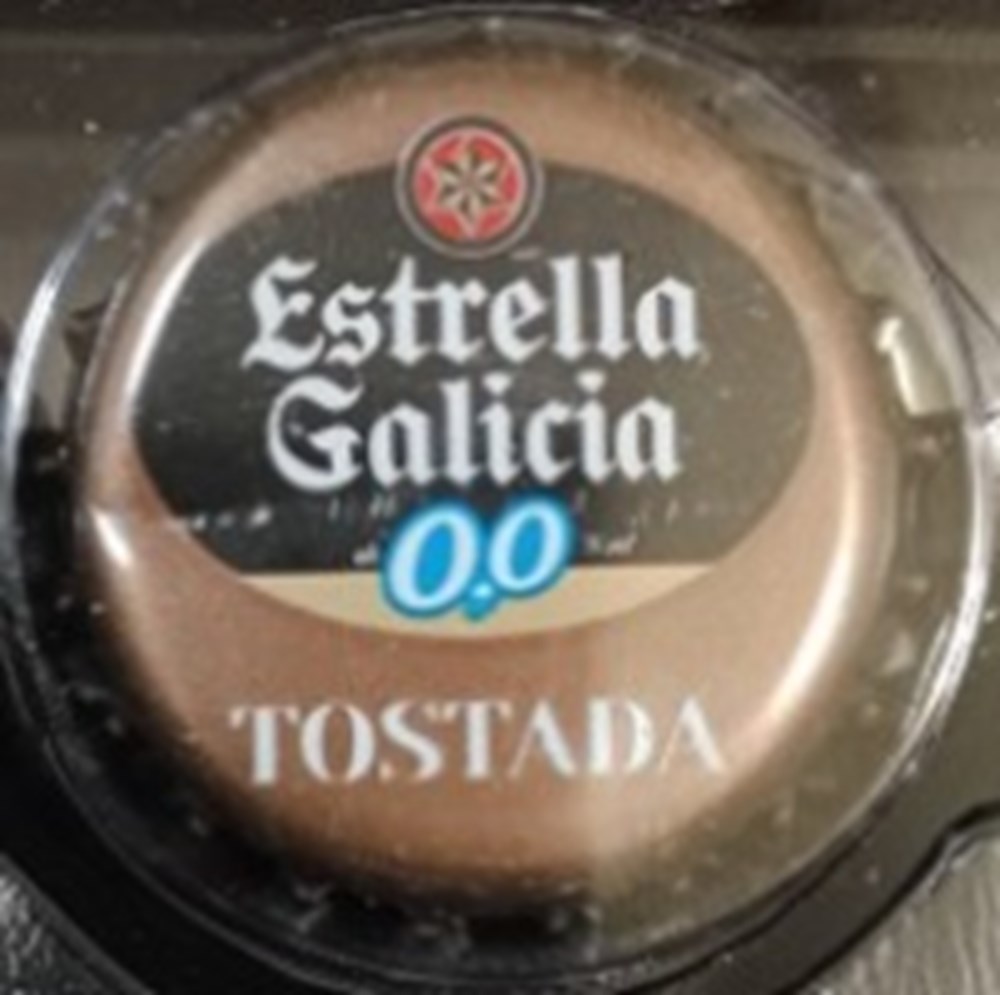 Estrella
Galicia
0,0
TOSTADA